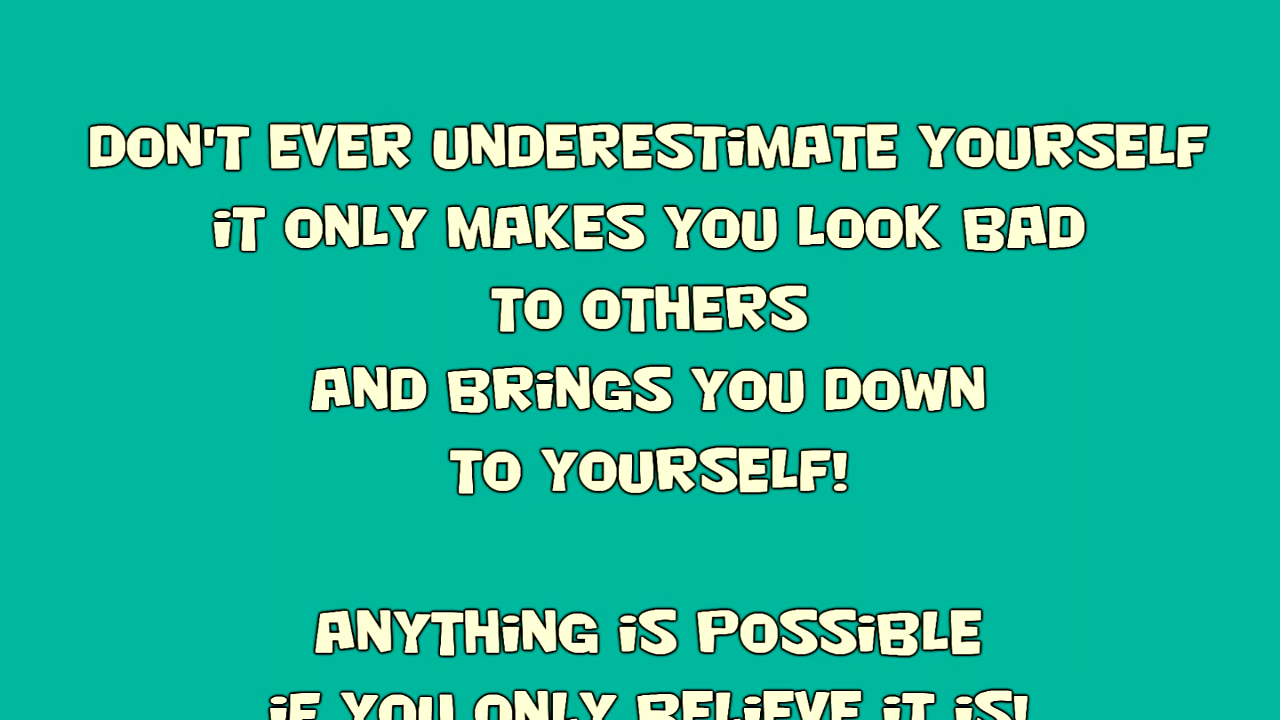 DON'T EVER UNDERESTiMATE YOURSELF
iT ONLY MAKES YOU LOOK BAD
TO OTHERS
AND BRiNGS YOU DOWN
TO YOURSELF!
ANYTHiNG iS POSSiBLE
iF YOU ONLY BELiEVE iT iS!